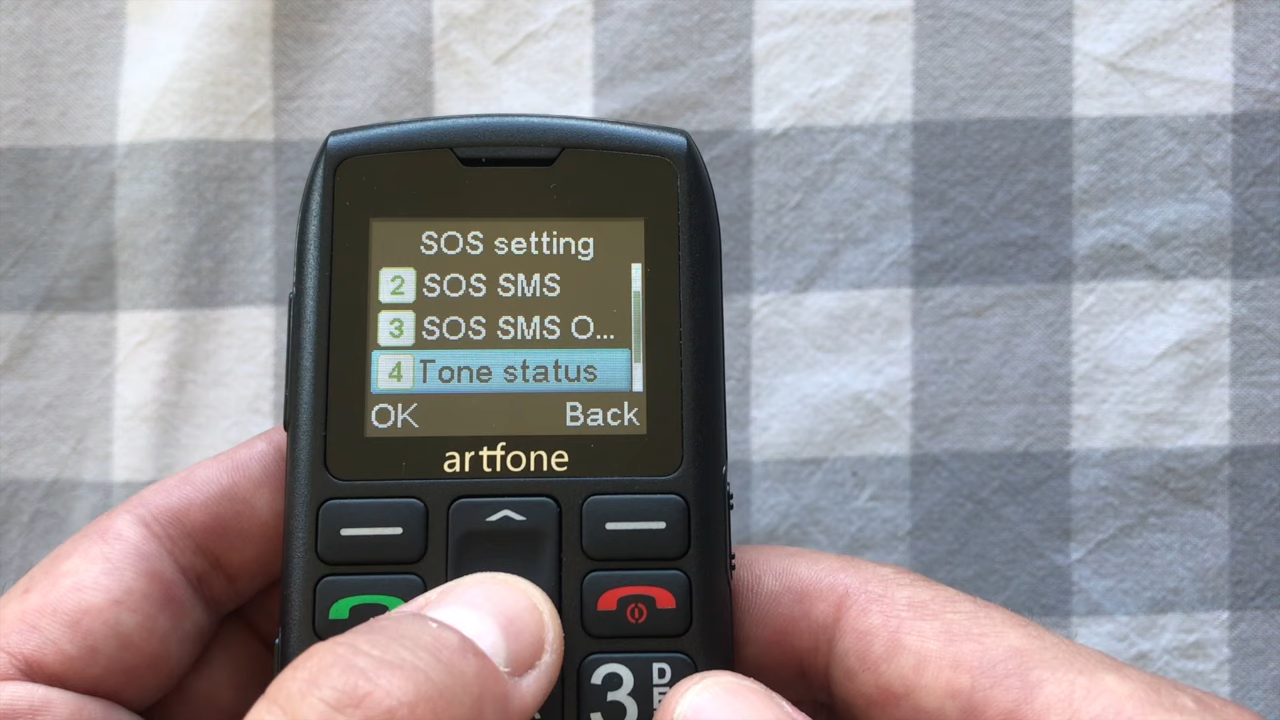 SOS setting
2 SOS SMS
3 SOS SMS O...
4 Tone status
OK Back
artfone
3 D